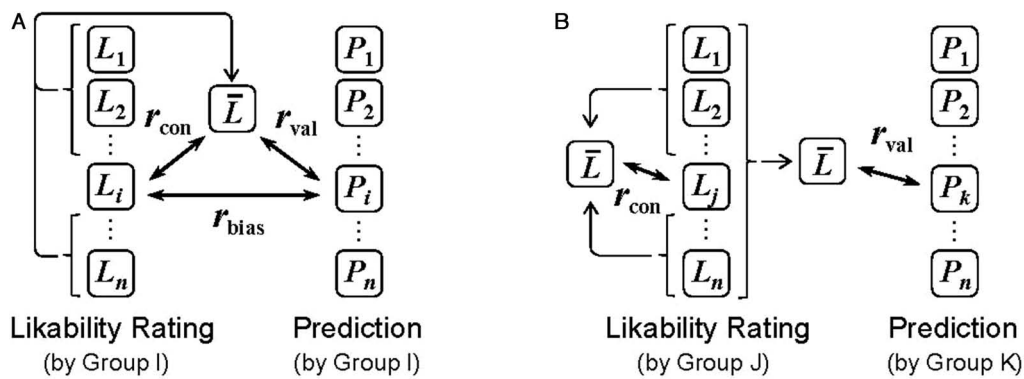 A
L1
L2
⋮
Li
⋮
Ln
Likability Rating
(by Group I)
L̄
rcon
rval
rbias
P1
P2
⋮
Pi
⋮
Pn
Prediction
(by Group I)
B
L̄
rcon
L1
L2
⋮
Lj
⋮
Ln
Likability Rating
(by Group J)
L̄
rval
P1
P2
⋮
Pk
⋮
Pn
Prediction
(by Group K)